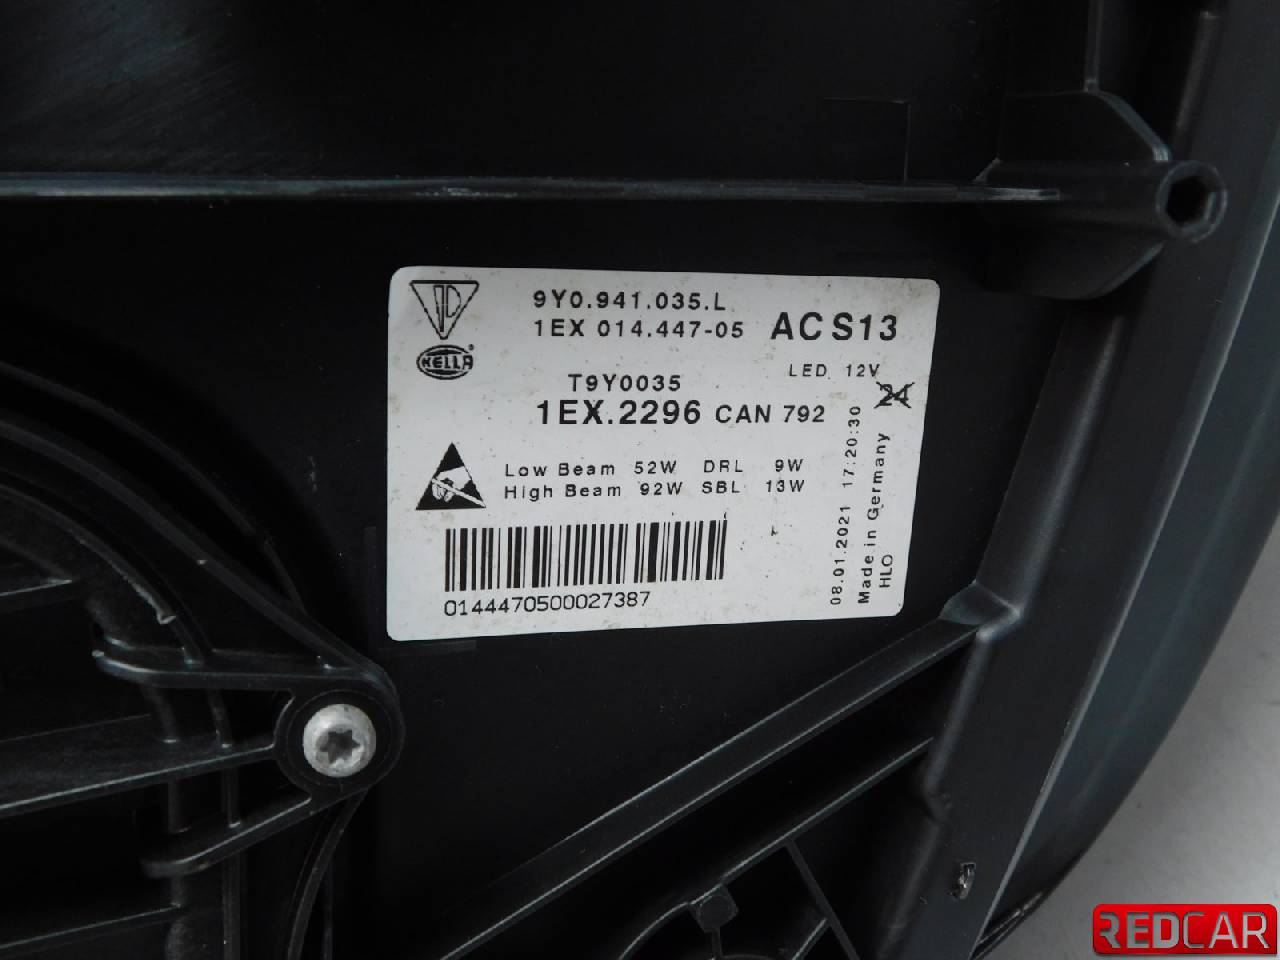 9Y0.941.035.L
1EX 014.447-05
ACS13
HELLA®
LED 12V
24
T9Y0035
1EX.2296 CAN 792
Low Beam 52W DRL 9W
High Beam 92W SBL 13W
0144470500027387
08.01.2021 17:20:30
Made in Germany
HLO
REDCAR